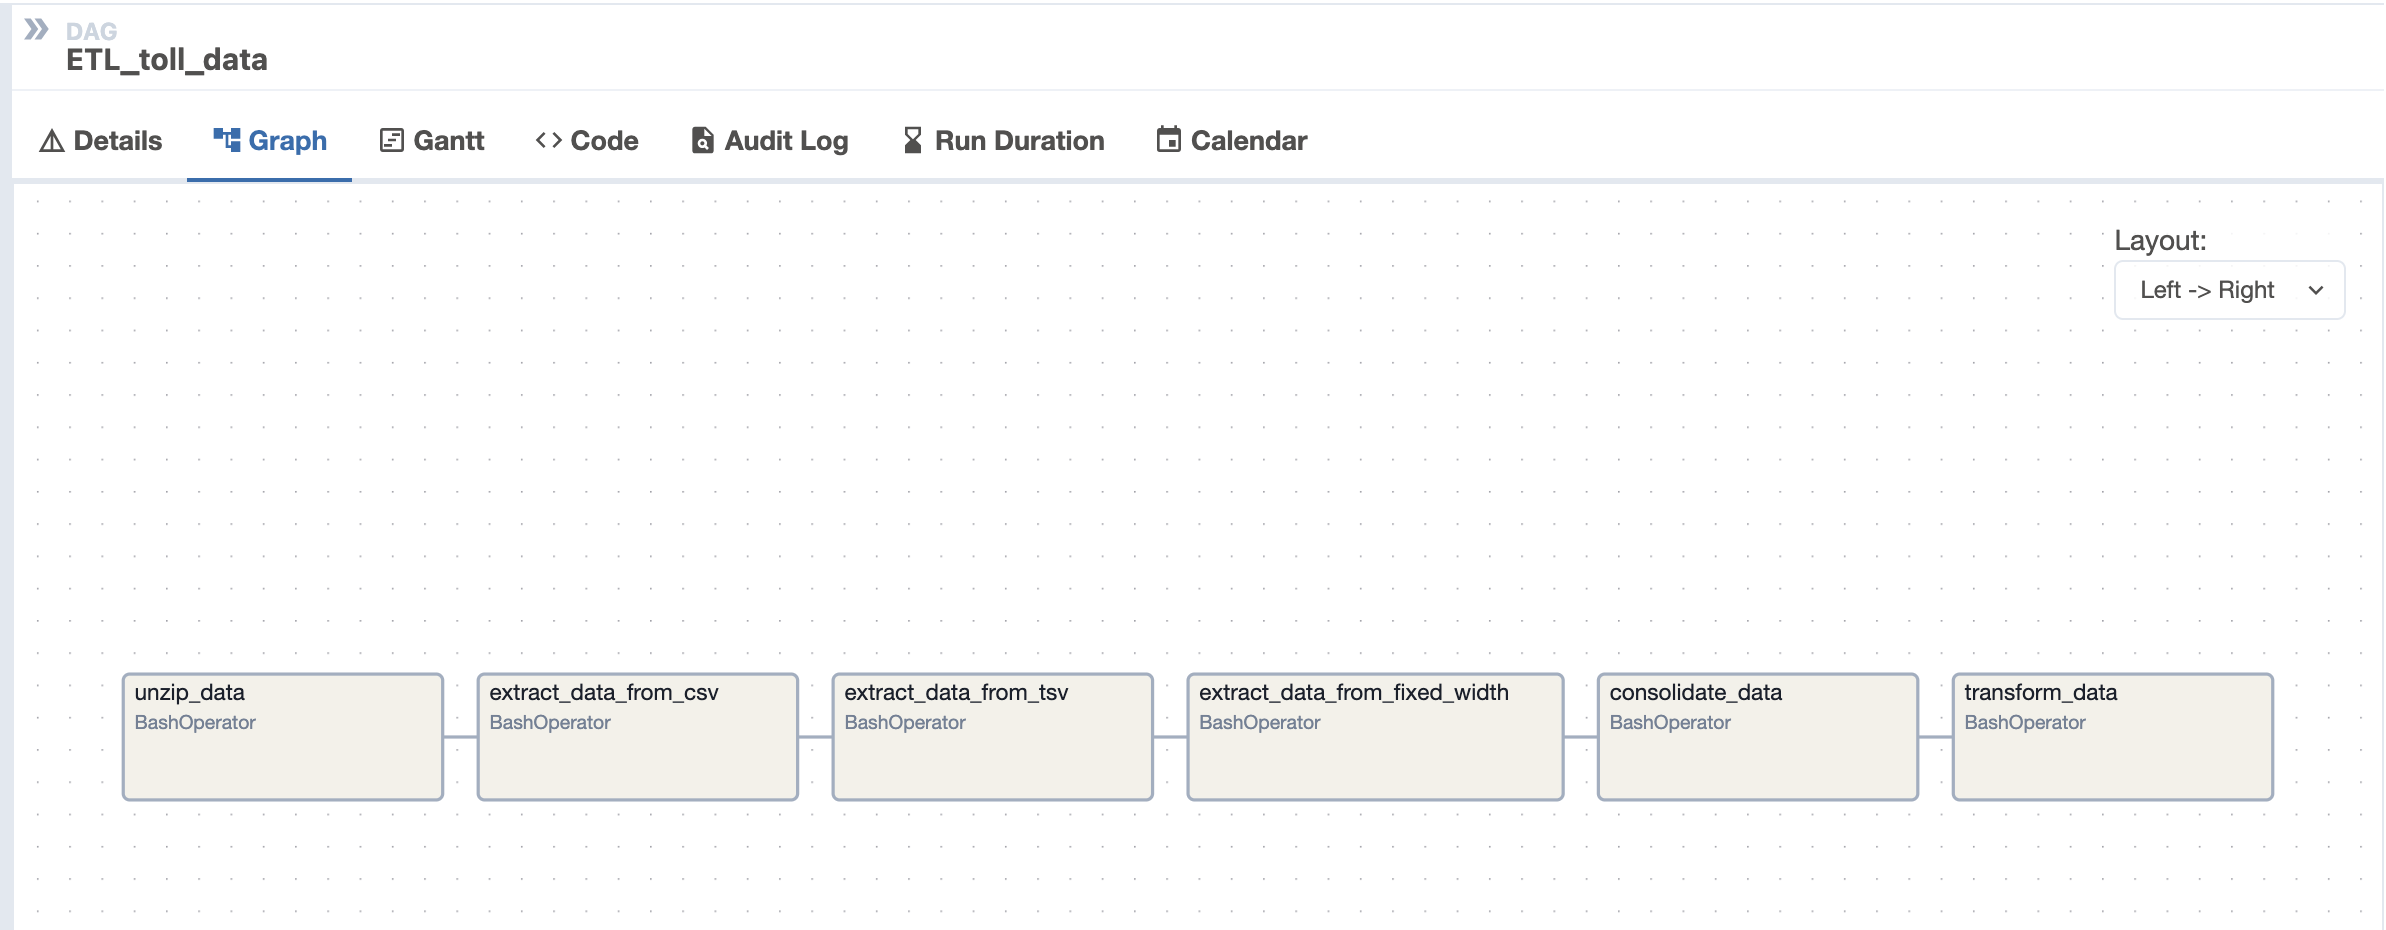 DAG
ETL_toll_data
Details Graph Gantt Code Audit Log Run Duration Calendar
Layout:
Left -> Right
unzip_data
BashOperator
extract_data_from_csv
BashOperator
extract_data_from_tsv
BashOperator
extract_data_from_fixed_width
BashOperator
consolidate_data
BashOperator
transform_data
BashOperator